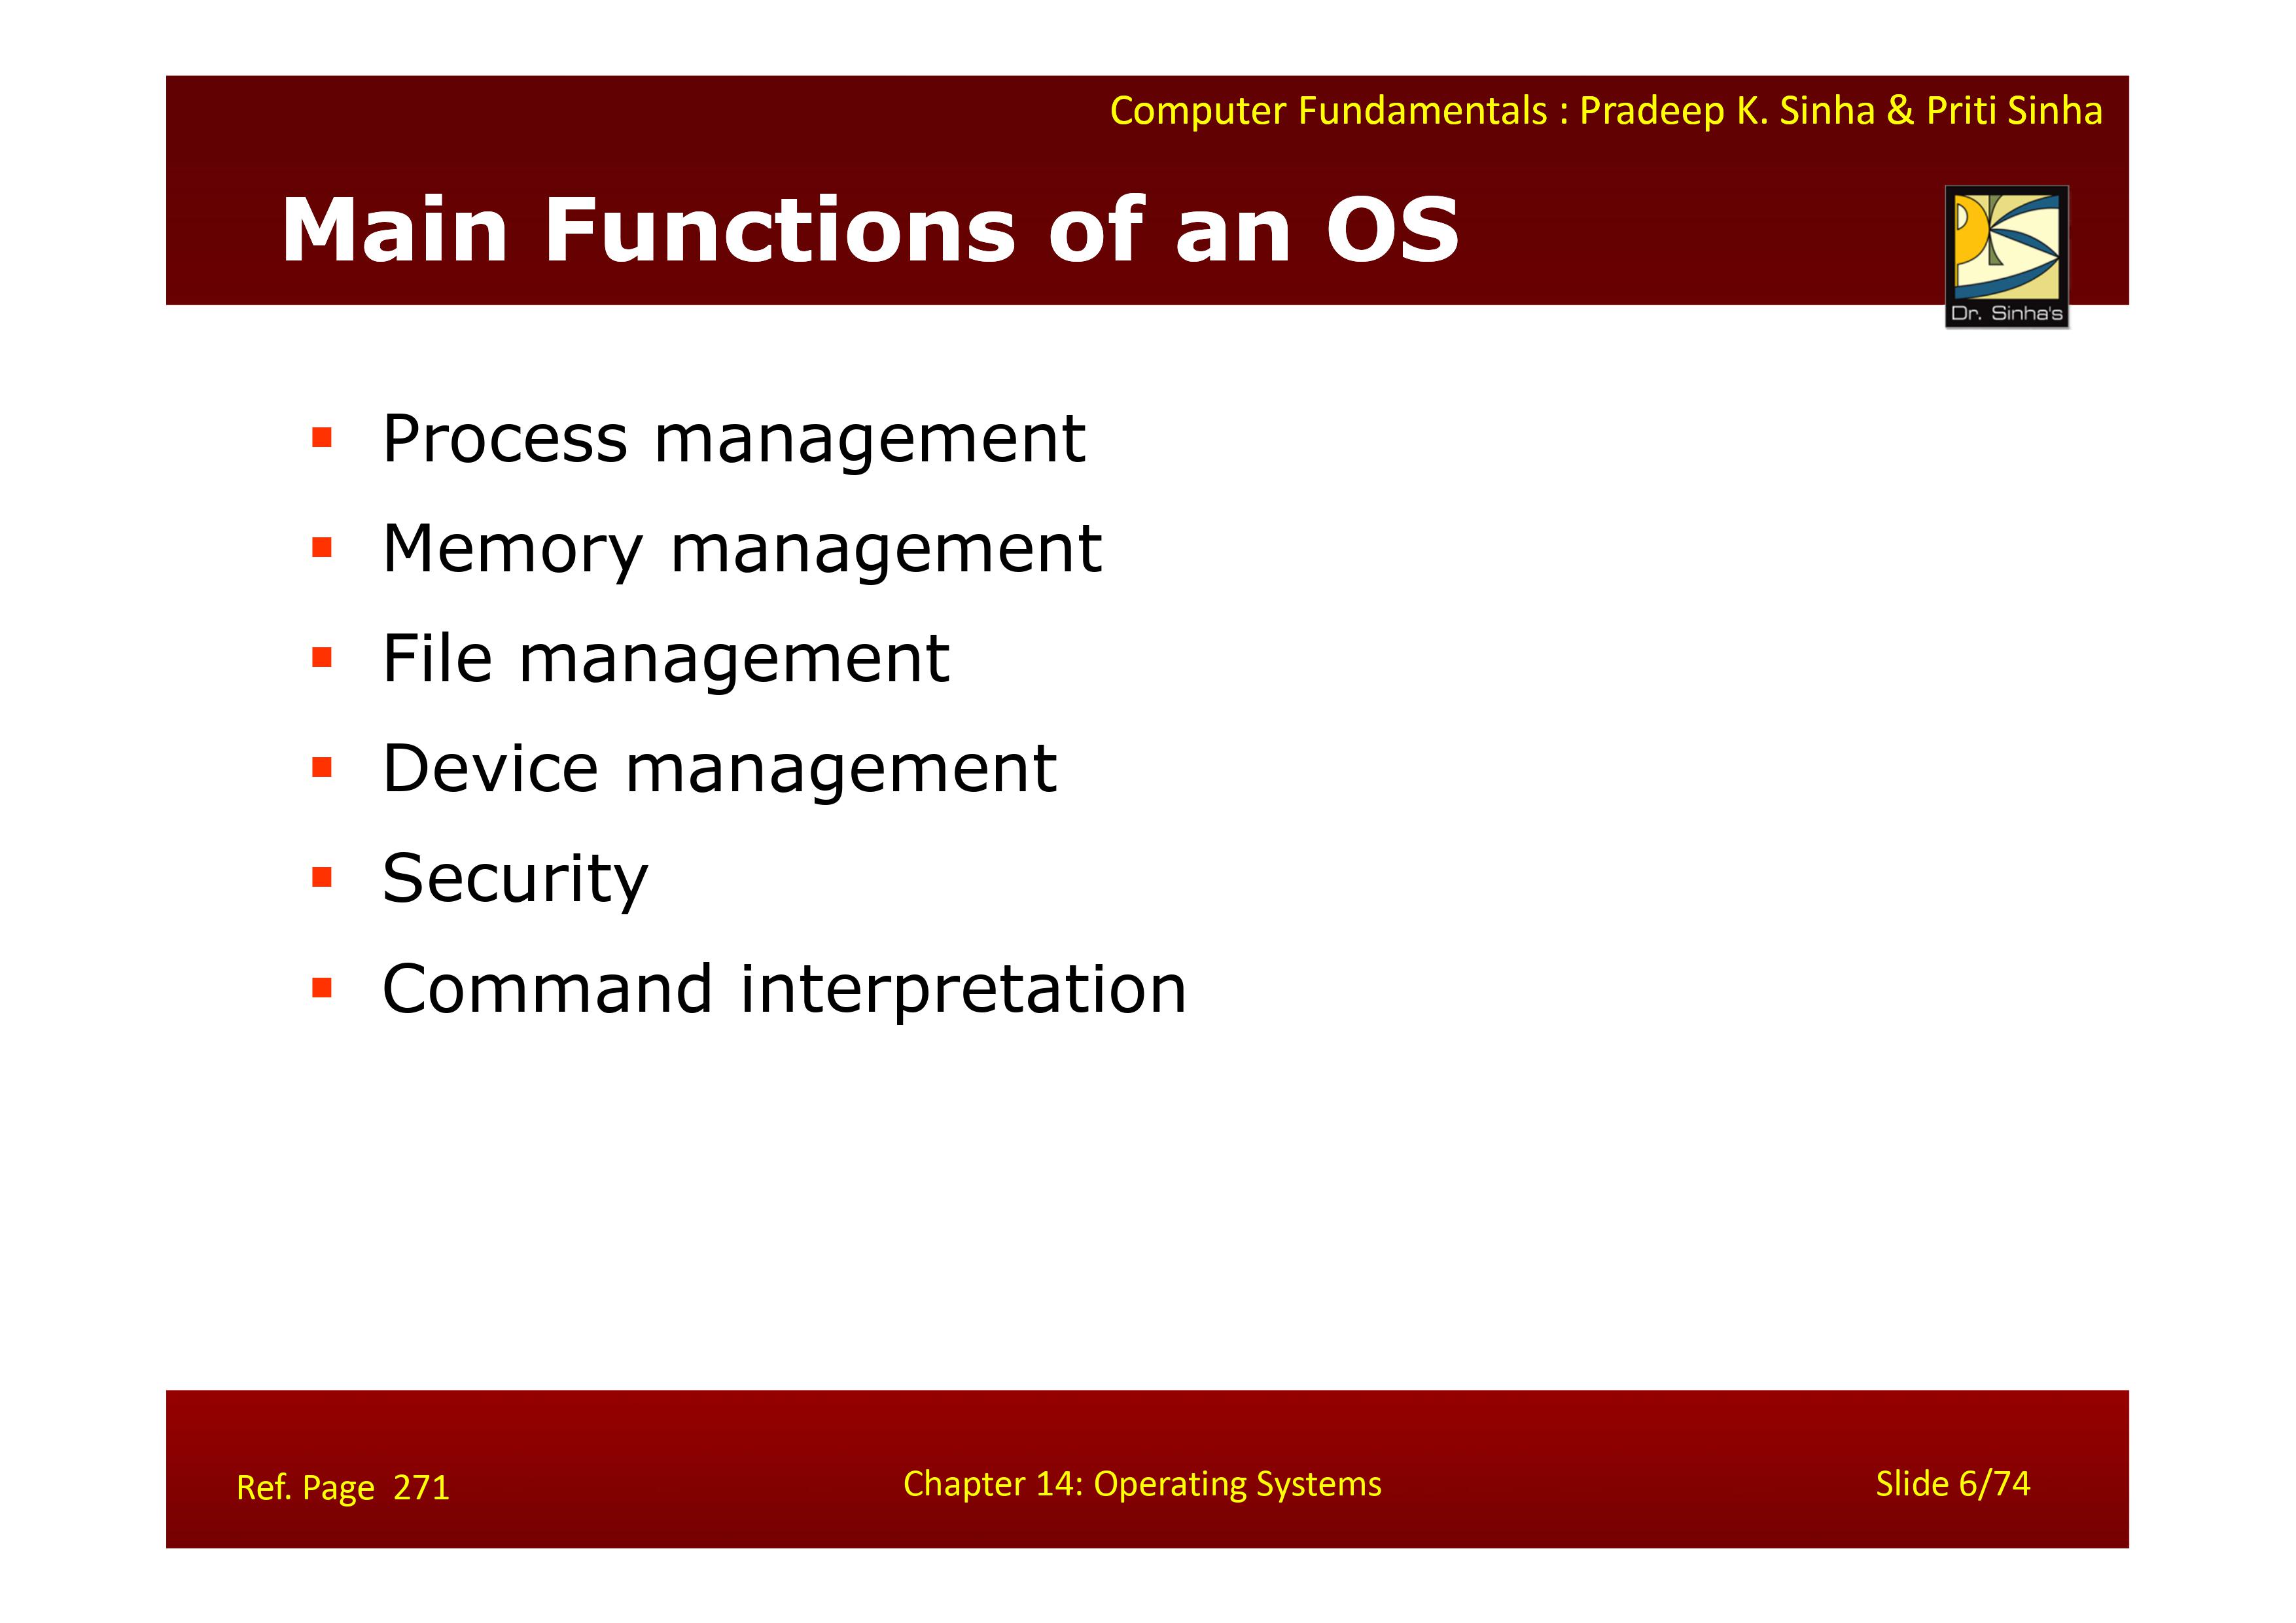 Computer Fundamentals : Pradeep K. Sinha & Priti Sinha
Main Functions of an OS
Dr. Sinha's
▪ Process management
▪ Memory management
▪ File management
▪ Device management
▪ Security
▪ Command interpretation
Ref. Page 271
Chapter 14: Operating Systems
Slide 6/74